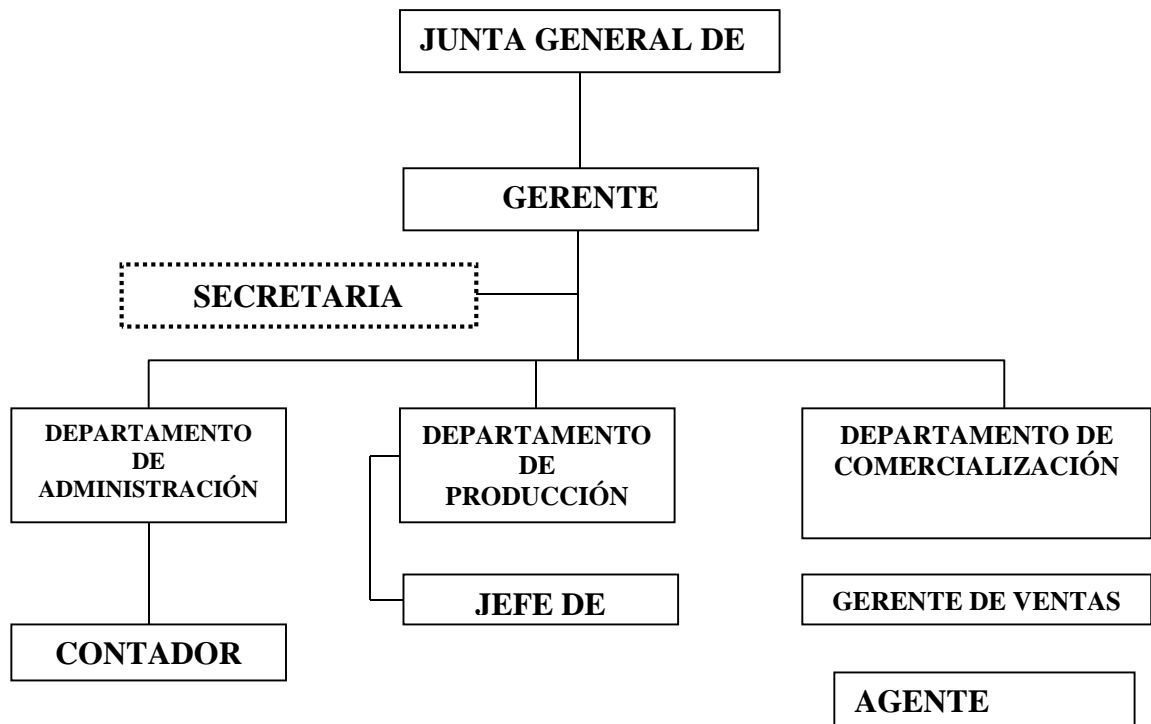 JUNTA GENERAL DE
GERENTE
SECRETARIA
DEPARTAMENTO
DE
ADMINISTRACIÓN
DEPARTAMENTO
DE
PRODUCCIÓN
DEPARTAMENTO DE
COMERCIALIZACIÓN
JEFE DE
GERENTE DE VENTAS
CONTADOR
AGENTE